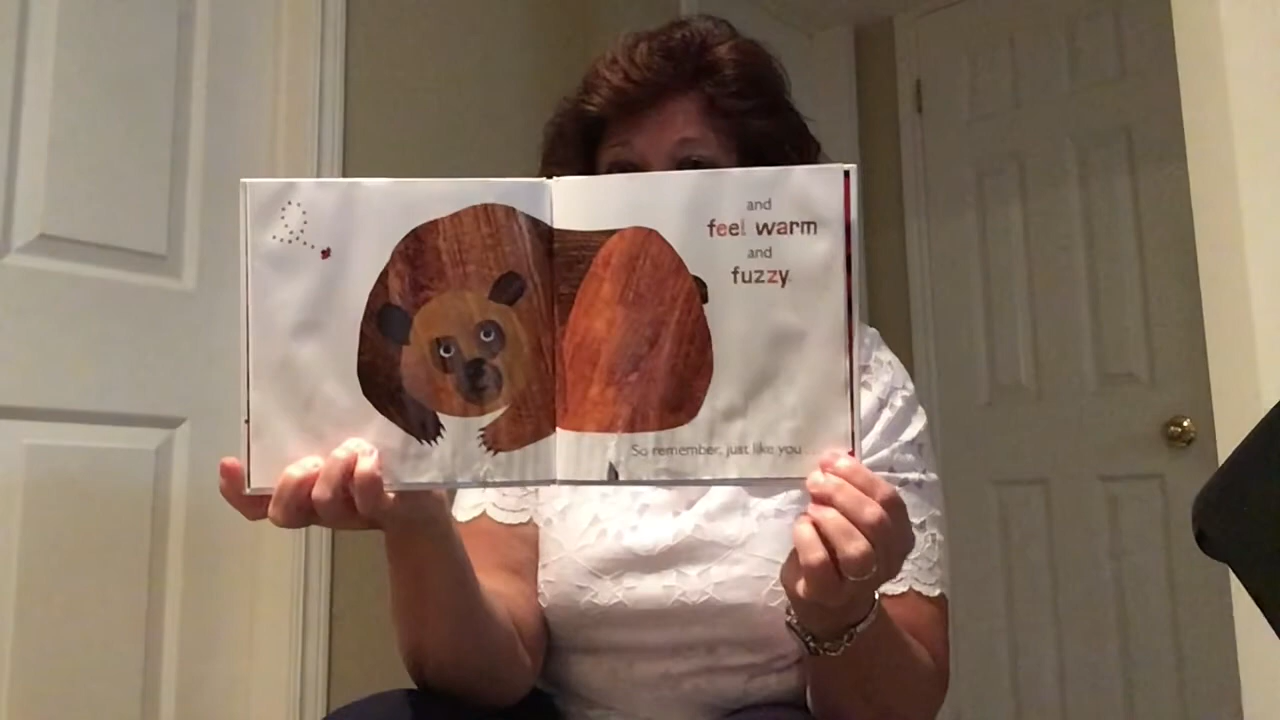 and
feel warm
and
fuzzy.
So remember, just like you . . .